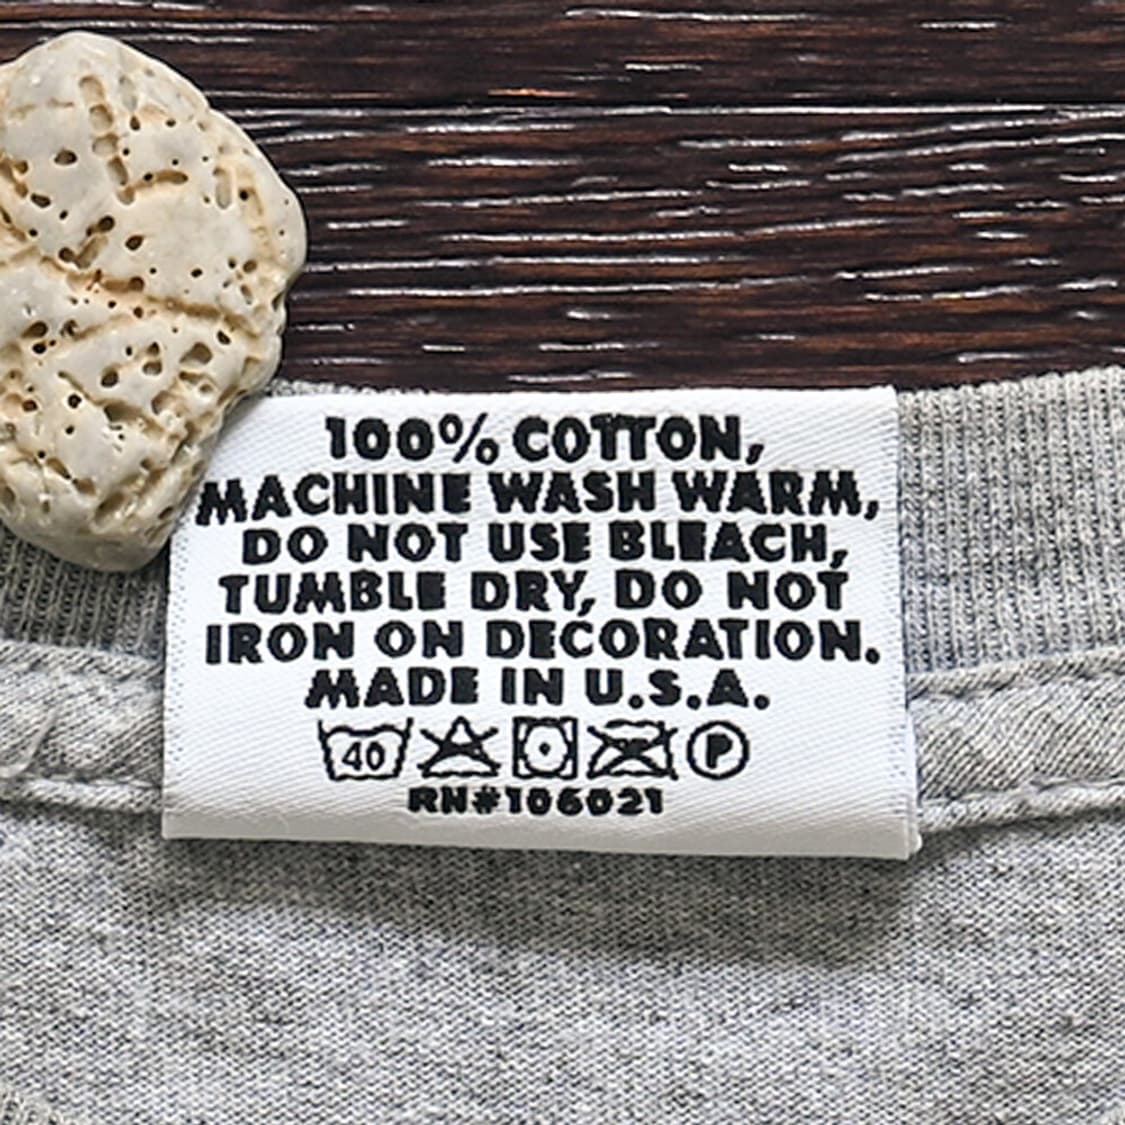 100% COTTON,
MACHINE WASH WARM,
DO NOT USE BLEACH,
TUMBLE DRY, DO NOT
IRON ON DECORATION.
MADE IN U.S.A.
40 P
RN#106021